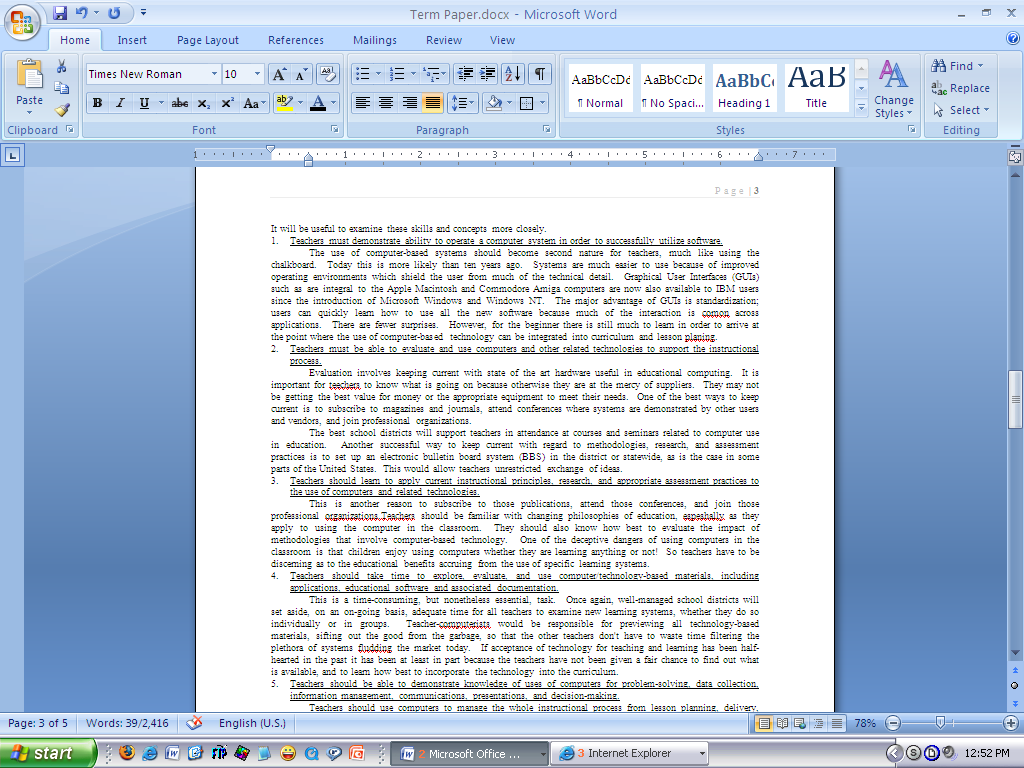 Term Paper.docx - Microsoft Word
Home Insert Page Layout References Mailings Review View
Paste
Times New Roman 10
AaBbCcDc AaBbCcDc AaBbC AaB
¶ Normal ¶ No Spaci... Heading 1 Title
Change Styles
Find
Replace
Select
Clipboard Font Paragraph Styles Editing
1 1 2 3 4 5 6 7
Page | 3
It will be useful to examine these skills and concepts more closely.
1. Teachers must demonstrate ability to operate a computer system in order to successfully utilize software.
The use of computer-based systems should become second nature for teachers, much like using the
chalkboard. Today this is more likely than ten years ago. Systems are much easier to use because of improved
operating environments which shield the user from much of the technical detail. Graphical User Interfaces (GUIs)
such as are integral to the Apple Macintosh and Commodore Amiga computers are now also available to IBM users
since the introduction of Microsoft Windows and Windows NT. The major advantage of GUIs is standardization;
users can quickly learn how to use all the new software because much of the interaction is comon across
applications. There are fewer surprises. However, for the beginner there is still much to learn in order to arrive at
the point where the use of computer-based technology can be integrated into curriculum and lesson planing.
2. Teachers must be able to evaluate and use computers and other related technologies to support the instructional
process.
Evaluation involves keeping current with state of the art hardware useful in educational computing. It is
important for teechers to know what is going on because otherwise they are at the mercy of suppliers. They may not
be getting the best value for money or the appropriate equipment to meet their needs. One of the best ways to keep
current is to subscribe to magazines and journals, attend conferences where systems are demonstrated by other users
and vendors, and join professional organizations.
The best school districts will support teachers in attendance at courses and seminars related to computer use
in education. Another successful way to keep current with regard to methodologies, research, and assessment
practices is to set up an electronic bulletin board system (BBS) in the district or statewide, as is the case in some
parts of the United States. This would allow teachers unrestricted exchange of ideas.
3. Teachers should learn to apply current instructional principles, research, and appropriate assessment practices to
the use of computers and related technologies.
This is another reason to subscribe to those publications, attend those conferences, and join those
professional organizations.Teachers should be familiar with changing philosophies of education, espeshally as they
apply to using the computer in the classroom. They should also know how best to evaluate the impact of
methodologies that involve computer-based technology. One of the deceptive dangers of using computers in the
classroom is that children enjoy using computers whether they are learning anything or not! So teachers have to be
discerning as to the educational benefits accruing from the use of specific learning systems.
4. Teachers should take time to explore, evaluate, and use computer/technology-based materials, including
applications, educational software and associated documentation.
This is a time-consuming, but nonetheless essential, task. Once again, well-managed school districts will
set aside, on an on-going basis, adequate time for all teachers to examine new learning systems, whether they do so
individually or in groups. Teacher-computerists would be responsible for previewing all technology-based
materials, sifting out the good from the garbage, so that the other teachers don't have to waste time filtering the
plethora of systems fludding the market today. If acceptance of technology for teaching and learning has been half-
hearted in the past it has been at least in part because the teachers have not been given a fair chance to find out what
is available, and to learn how best to incorporate the technology into the curriculum.
5. Teachers should be able to demonstrate knowledge of uses of computers for problem-solving, data collection,
information management, communications, presentations, and decision-making.
Teachers should use computers to manage the whole instructional process from lesson planning, delivery,
Page: 3 of 5 Words: 39/2,416 English (U.S.) 78%
start 7 Microsoft Office ... 3 Internet Explorer 12:52 PM